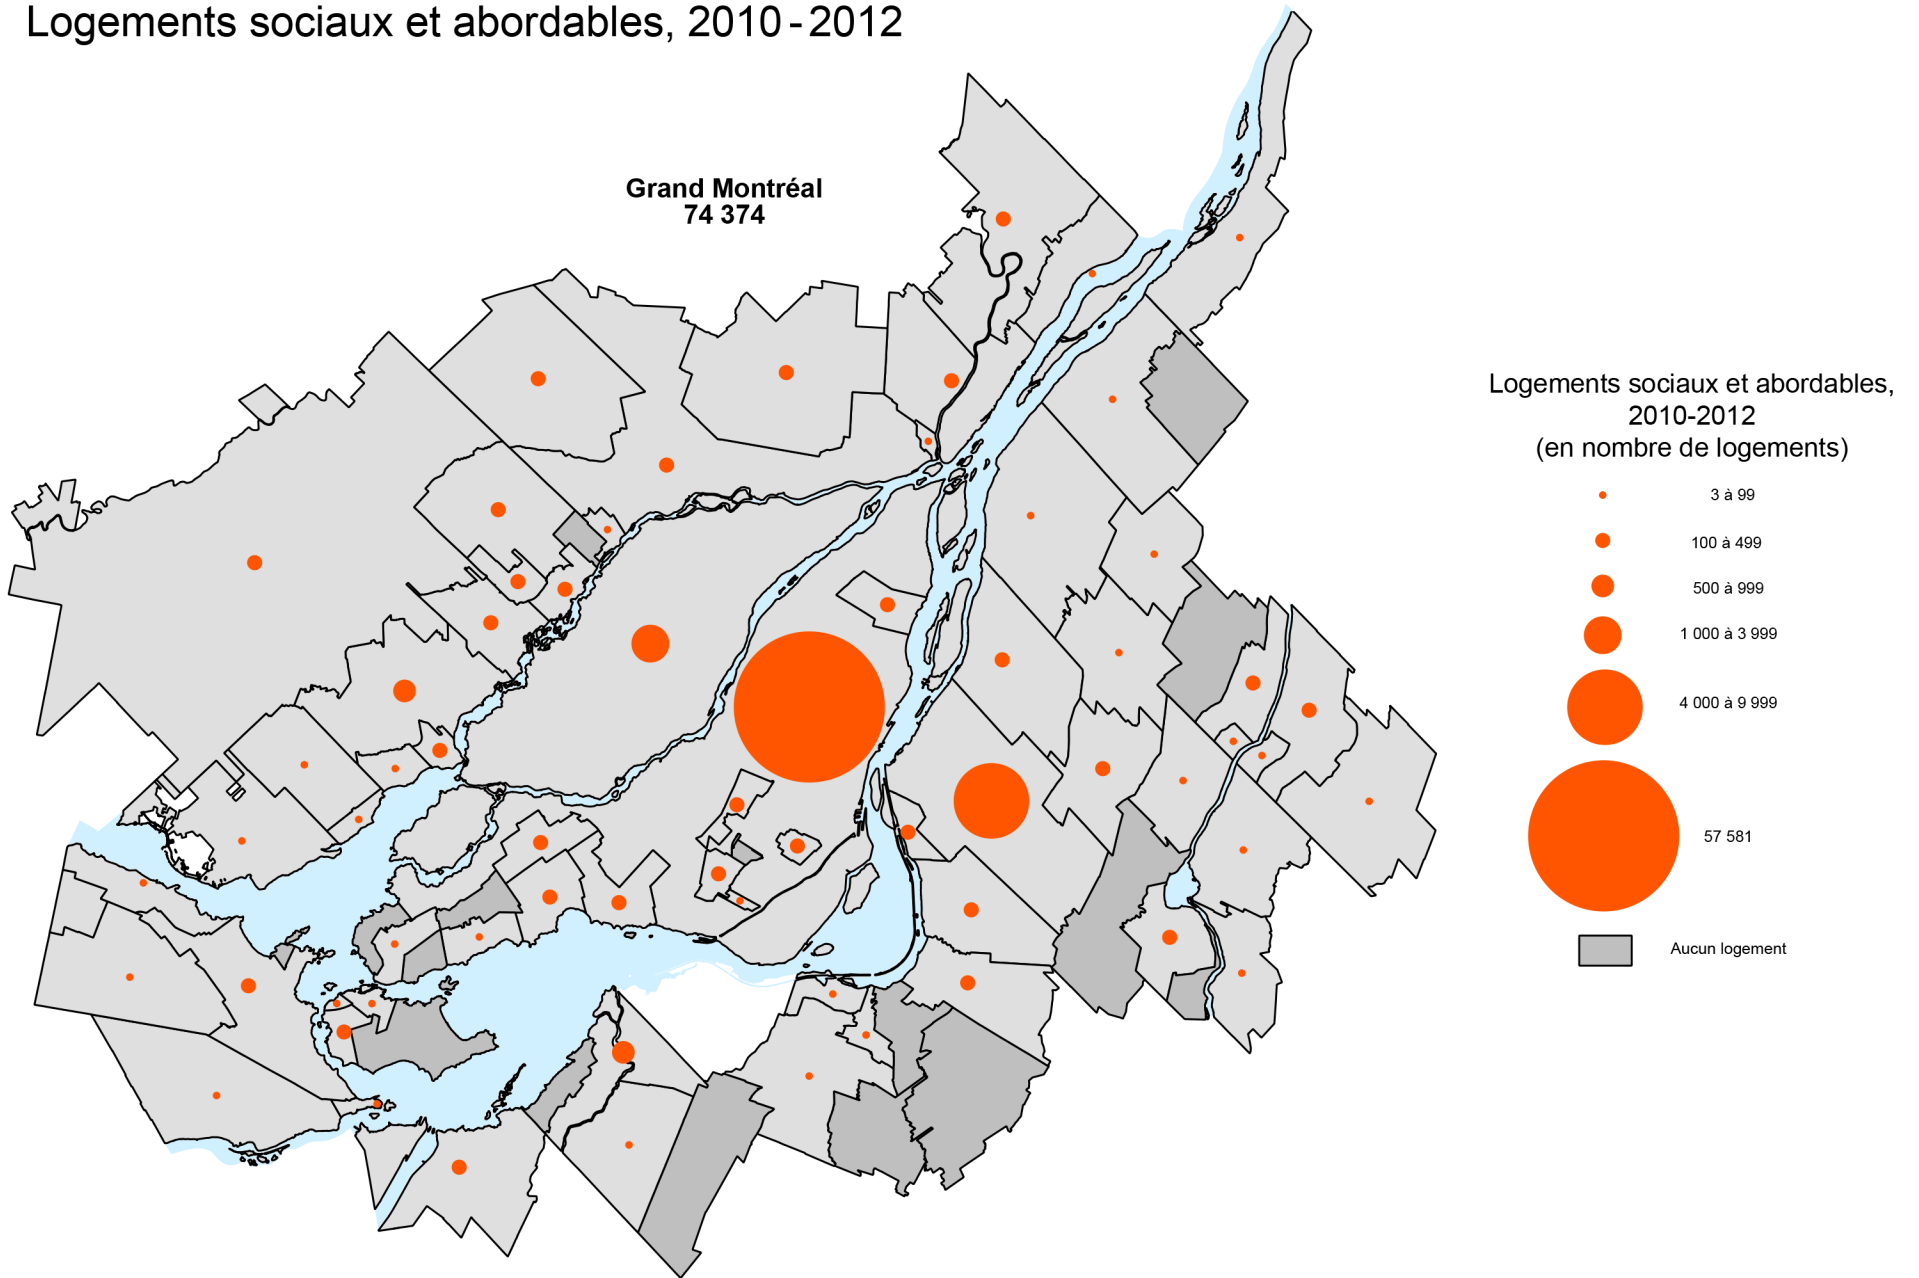 Logements sociaux et abordables, 2010-2012
Grand Montréal
74 374
Logements sociaux et abordables,
2010-2012
(en nombre de logements)
3 à 99
100 à 499
500 à 999
1 000 à 3 999
4 000 à 9 999
57 581
Aucun logement